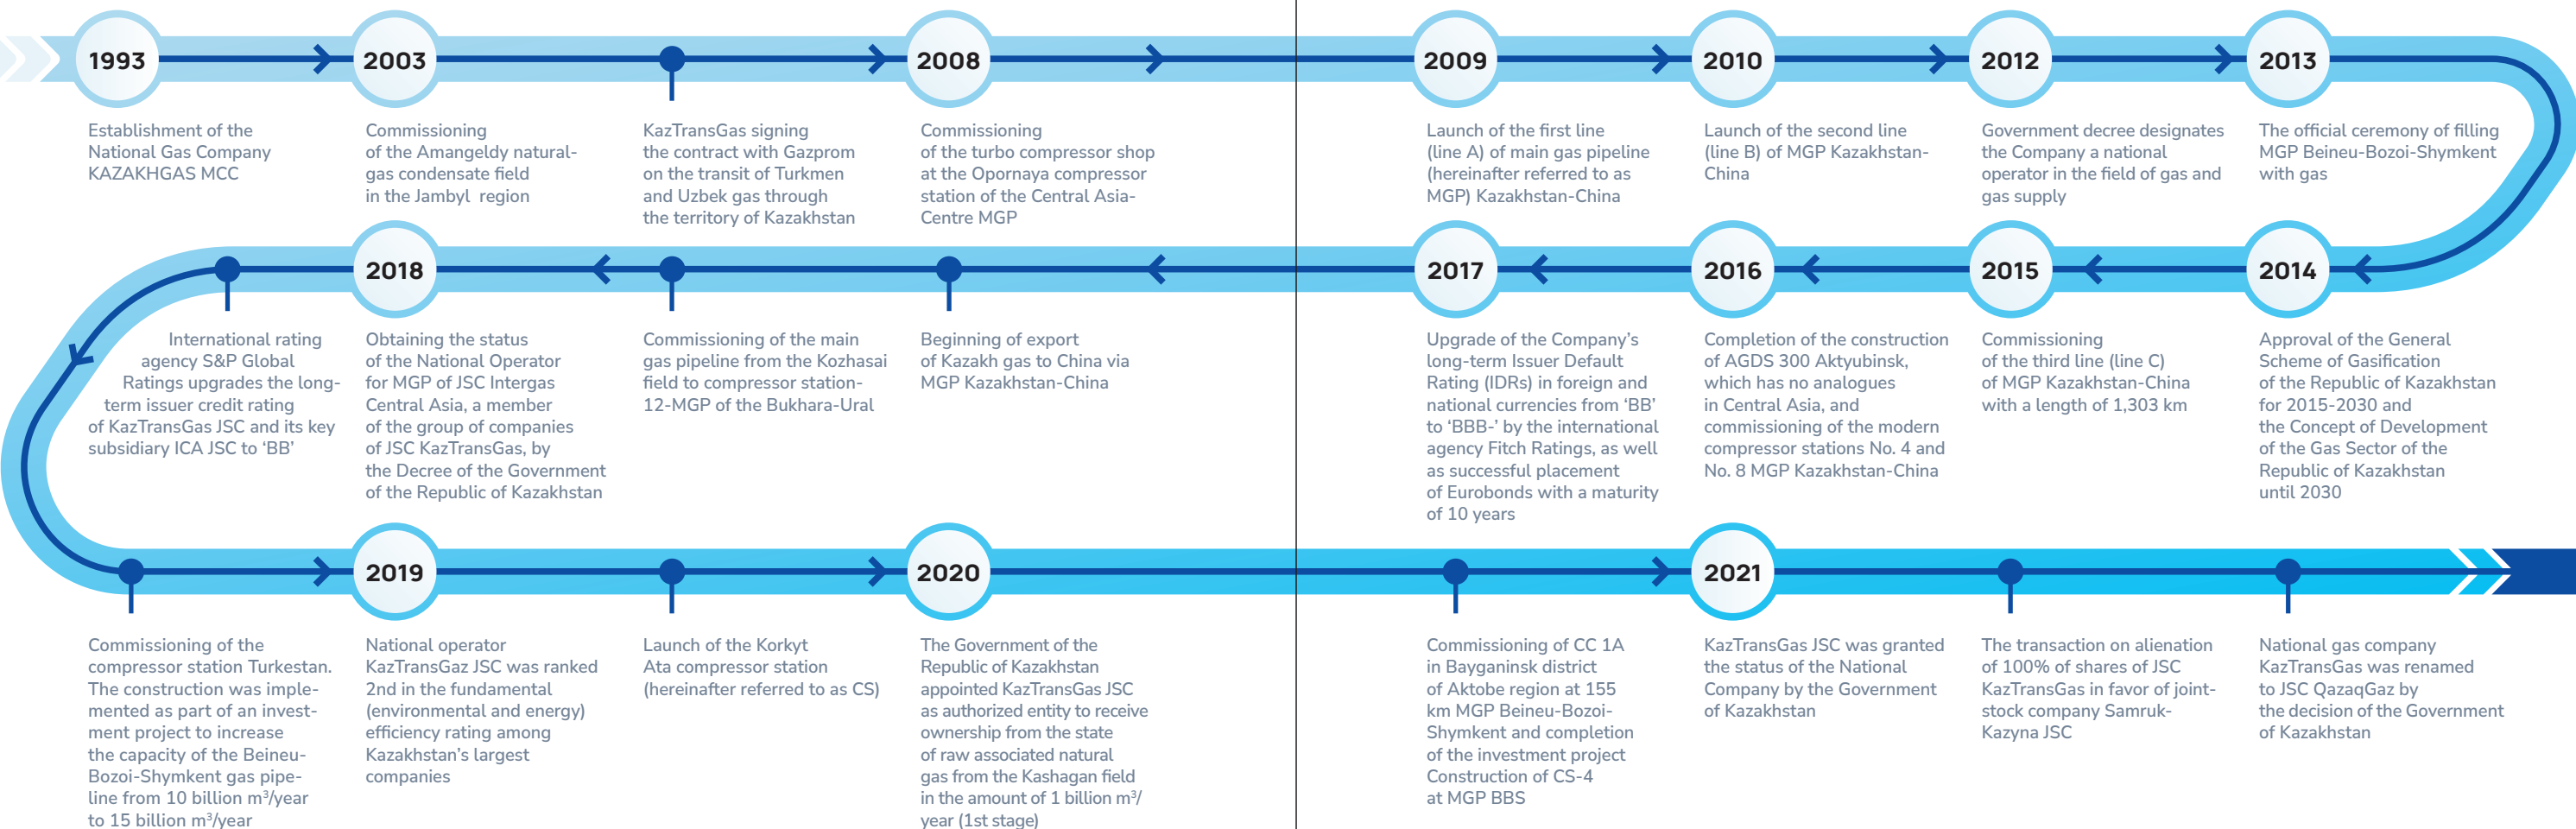 1993
Establishment of the
National Gas Company
KAZAKHGAS MCC
2003
Commissioning
of the Amangeldy natural-
gas condensate field
in the Jambyl region
KazTransGas signing
the contract with Gazprom
on the transit of Turkmen
and Uzbek gas through
the territory of Kazakhstan
2008
Commissioning
of the turbo compressor shop
at the Opornaya compressor
station of the Central Asia-
Centre MGP
2009
Launch of the first line
(line A) of main gas pipeline
(hereinafter referred to as
MGP) Kazakhstan-China
2010
Launch of the second line
(line B) of MGP Kazakhstan-
China
2012
Government decree designates
the Company a national
operator in the field of gas and
gas supply
2013
The official ceremony of filling
MGP Beineu-Bozoi-Shymkent
with gas
2014
Approval of the General
Scheme of Gasification
of the Republic of Kazakhstan
for 2015-2030 and
the Concept of Development
of the Gas Sector of the
Republic of Kazakhstan
until 2030
2015
Commissioning
of the third line (line C)
of MGP Kazakhstan-China
with a length of 1,303 km
2016
Completion of the construction
of AGDS 300 Aktyubinsk,
which has no analogues
in Central Asia, and
commissioning of the modern
compressor stations No. 4 and
No. 8 MGP Kazakhstan-China
2017
Upgrade of the Company’s
long-term Issuer Default
Rating (IDRs) in foreign and
national currencies from ‘BB’
to ‘BBB-’ by the international
agency Fitch Ratings, as well
as successful placement
of Eurobonds with a maturity
of 10 years
Beginning of export
of Kazakh gas to China via
MGP Kazakhstan-China
Commissioning of the main
gas pipeline from the Kozhasai
field to compressor station-
12-MGP of the Bukhara-Ural
2018
Obtaining the status
of the National Operator
for MGP of JSC Intergas
Central Asia, a member
of the group of companies
of JSC KazTransGas, by
the Decree of the Government
of the Republic of Kazakhstan
International rating
agency S&P Global
Ratings upgrades the long-
term issuer credit rating
of KazTransGas JSC and its key
subsidiary ICA JSC to ‘BB’
Commissioning of the
compressor station Turkestan.
The construction was imple-
mented as part of an invest-
ment project to increase
the capacity of the Beineu-
Bozoi-Shymkent gas pipe-
line from 10 billion m³/year
to 15 billion m³/year
2019
National operator
KazTransGaz JSC was ranked
2nd in the fundamental
(environmental and energy)
efficiency rating among
Kazakhstan’s largest
companies
Launch of the Korkyt
Ata compressor station
(hereinafter referred to as CS)
2020
The Government of the
Republic of Kazakhstan
appointed KazTransGas JSC
as authorized entity to receive
ownership from the state
of raw associated natural
gas from the Kashagan field
in the amount of 1 billion m³/
year (1st stage)
Commissioning of CC 1A
in Bayganinsk district
of Aktobe region at 155
km MGP Beineu-Bozoi-
Shymkent and completion
of the investment project
Construction of CS-4
at MGP BBS
2021
KazTransGas JSC was granted
the status of the National
Company by the Government
of Kazakhstan
The transaction on alienation
of 100% of shares of JSC
KazTransGas in favor of joint-
stock company Samruk-
Kazyna JSC
National gas company
KazTransGas was renamed
to JSC QazaqGaz by
the decision of the Government
of Kazakhstan